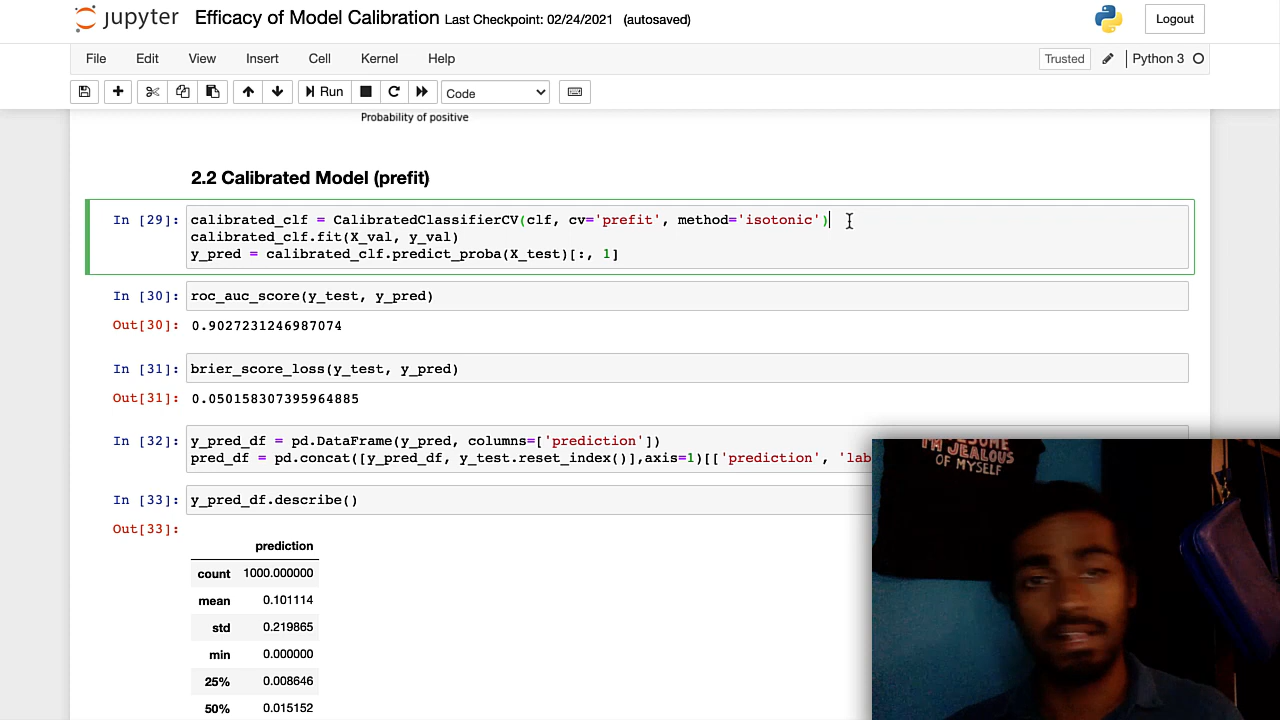 jupyter Efficacy of Model Calibration Last Checkpoint: 02/24/2021 (autosaved)
Logout
File Edit View Insert Cell Kernel Help
Trusted Python 3
Run Code
Probability of positive
2.2 Calibrated Model (prefit)
In [29]: calibrated_clf = CalibratedClassifierCV(clf, cv='prefit', method='isotonic')
calibrated_clf.fit(X_val, y_val)
y_pred = calibrated_clf.predict_proba(X_test)[:, 1]
In [30]: roc_auc_score(y_test, y_pred)
Out[30]: 0.9027231246987074
In [31]: brier_score_loss(y_test, y_pred)
Out[31]: 0.050158307395964885
In [32]: y_pred_df = pd.DataFrame(y_pred, columns=['prediction'])
pred_df = pd.concat([y_pred_df, y_test.reset_index()],axis=1)[['prediction', 'lab
In [33]: y_pred_df.describe()
Out[33]:
prediction
count 1000.000000
mean 0.101114
std 0.219865
min 0.000000
25% 0.008646
50% 0.015152
I'M JEALOUS
OF MYSELF